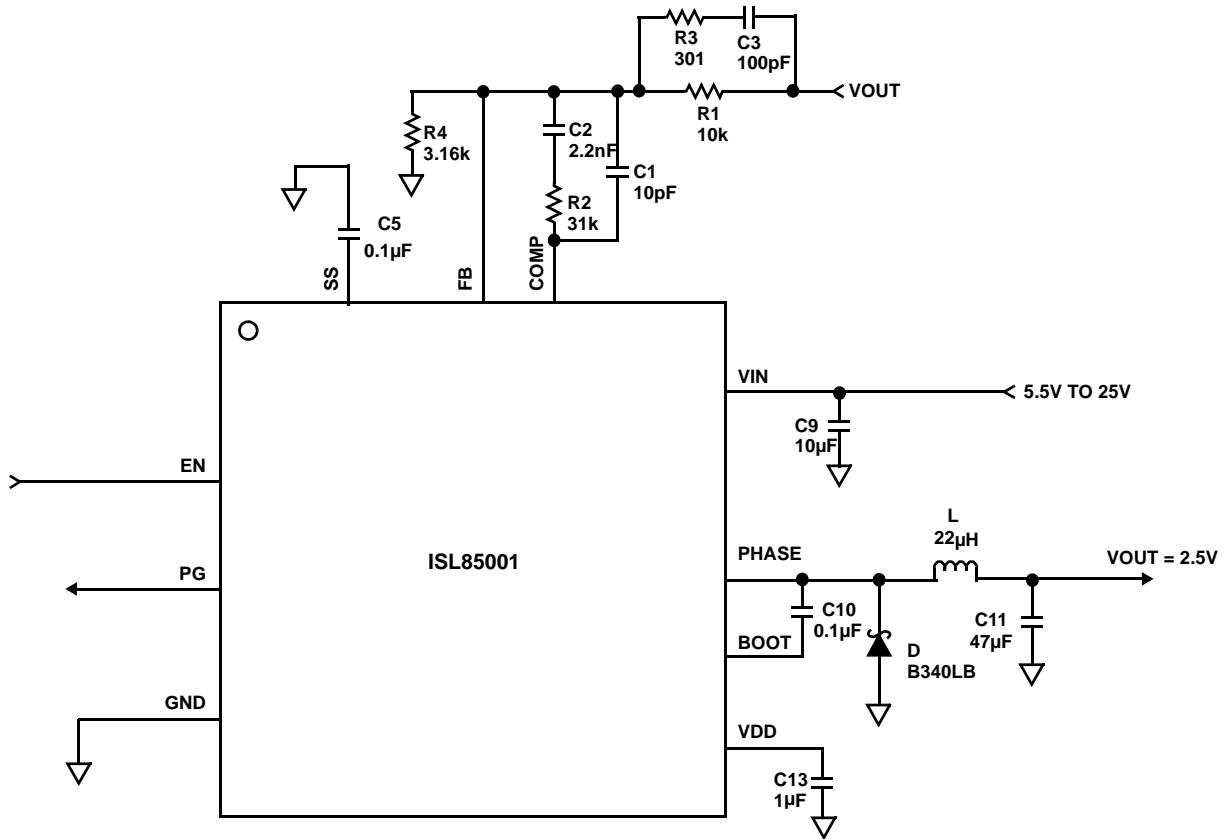 R3
301
C3
100pF
VOUT
R1
10k
R4
3.16k
C2
2.2nF
C1
10pF
R2
31k
C5
0.1µF
SS
FB
COMP
VIN
5.5V TO 25V
C9
10µF
EN
PG
GND
ISL85001
PHASE
L
22µH
VOUT = 2.5V
C10
0.1µF
BOOT
D
B340LB
C11
47µF
VDD
C13
1µF